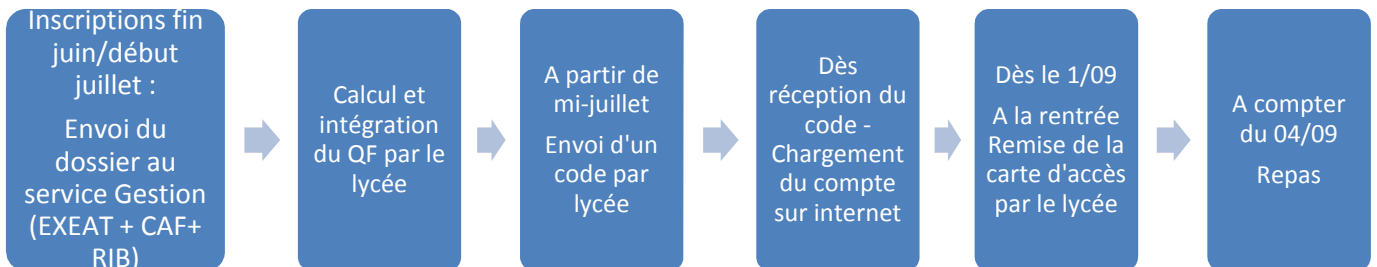 Inscriptions fin
juin/début
juillet :
Envoi du
dossier au
service Gestion
(EXEAT + CAF+
RIB)
Calcul et
intégration
du QF par le
lycée
A partir de
mi-juillet
Envoi d'un
code par
lycée
Dès
réception du
code -
Chargement
du compte
sur internet
Dès le 1/09
A la rentrée
Remise de la
carte d'accès
par le lycée
A compter
du 04/09
Repas